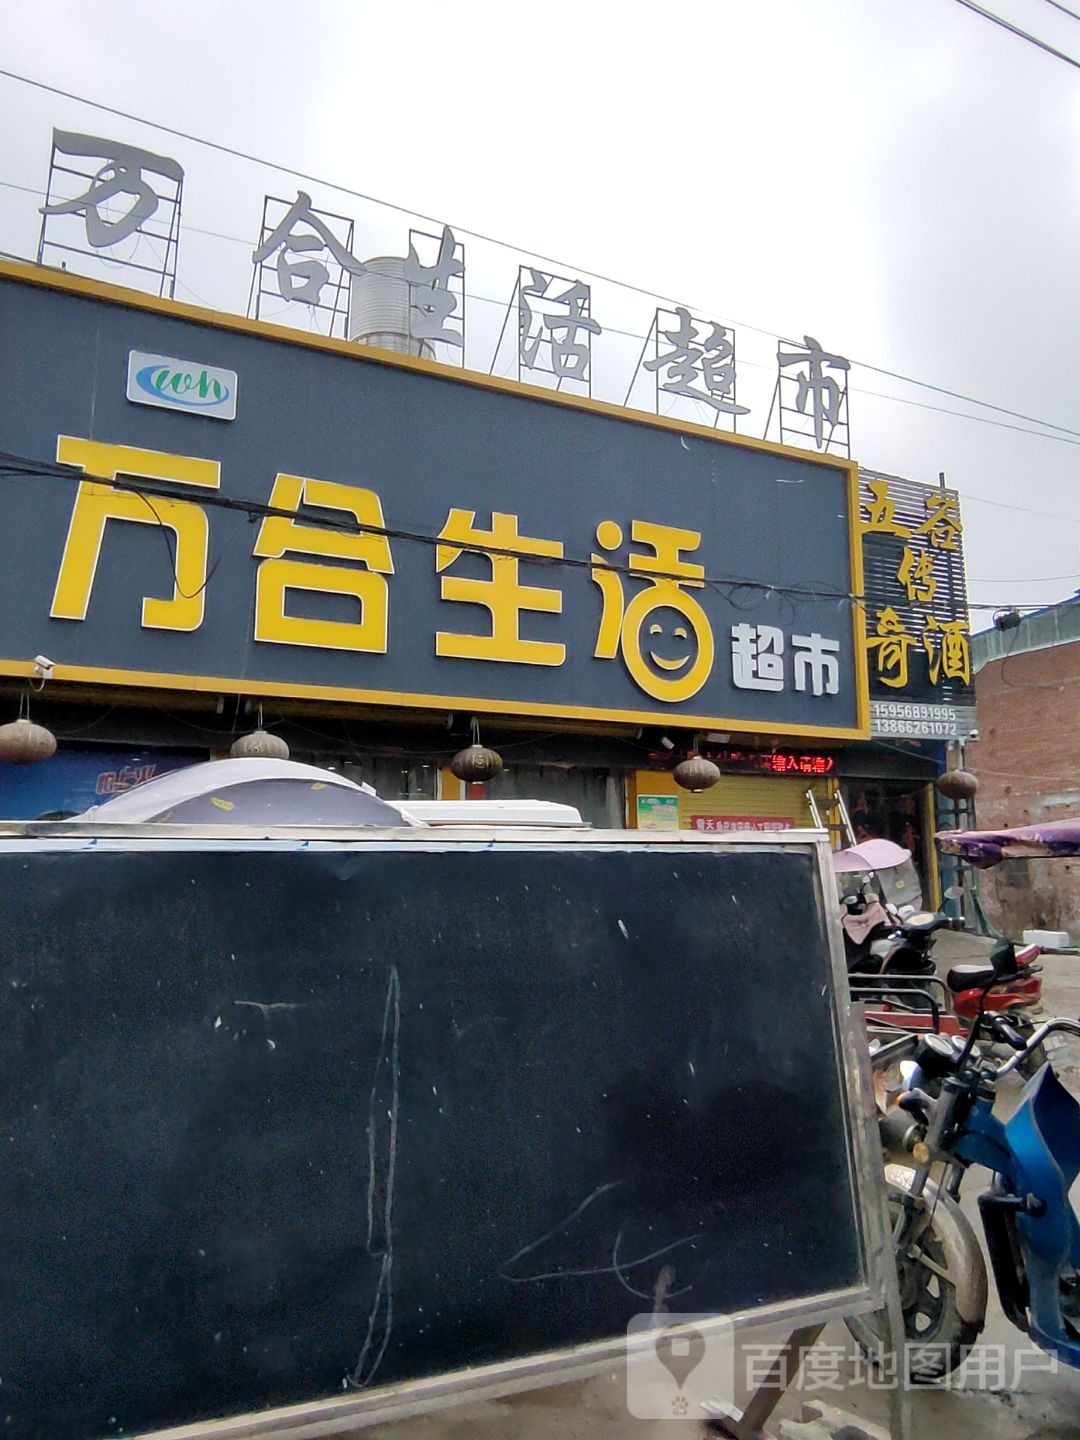 万合生活超市
wh
万合生活
超市
五谷
传
奇酒
15956891995
13866261072
百度地图用户